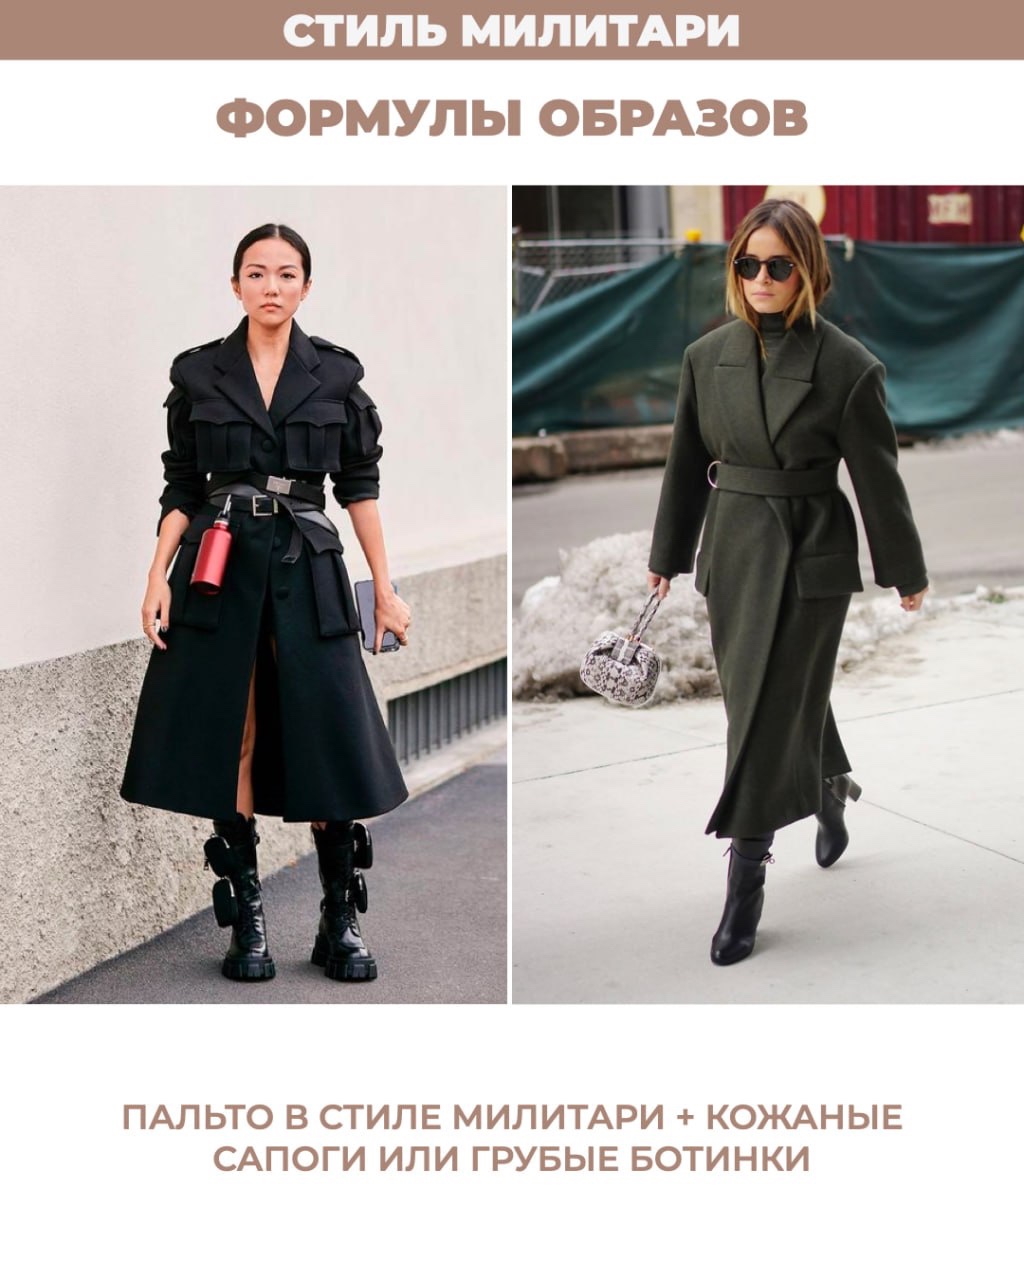 СТИЛЬ МИЛИТАРИ
ФОРМУЛЫ ОБРАЗОВ
ПАЛЬТО В СТИЛЕ МИЛИТАРИ + КОЖАНЫЕ
САПОГИ ИЛИ ГРУБЫЕ БОТИНКИ